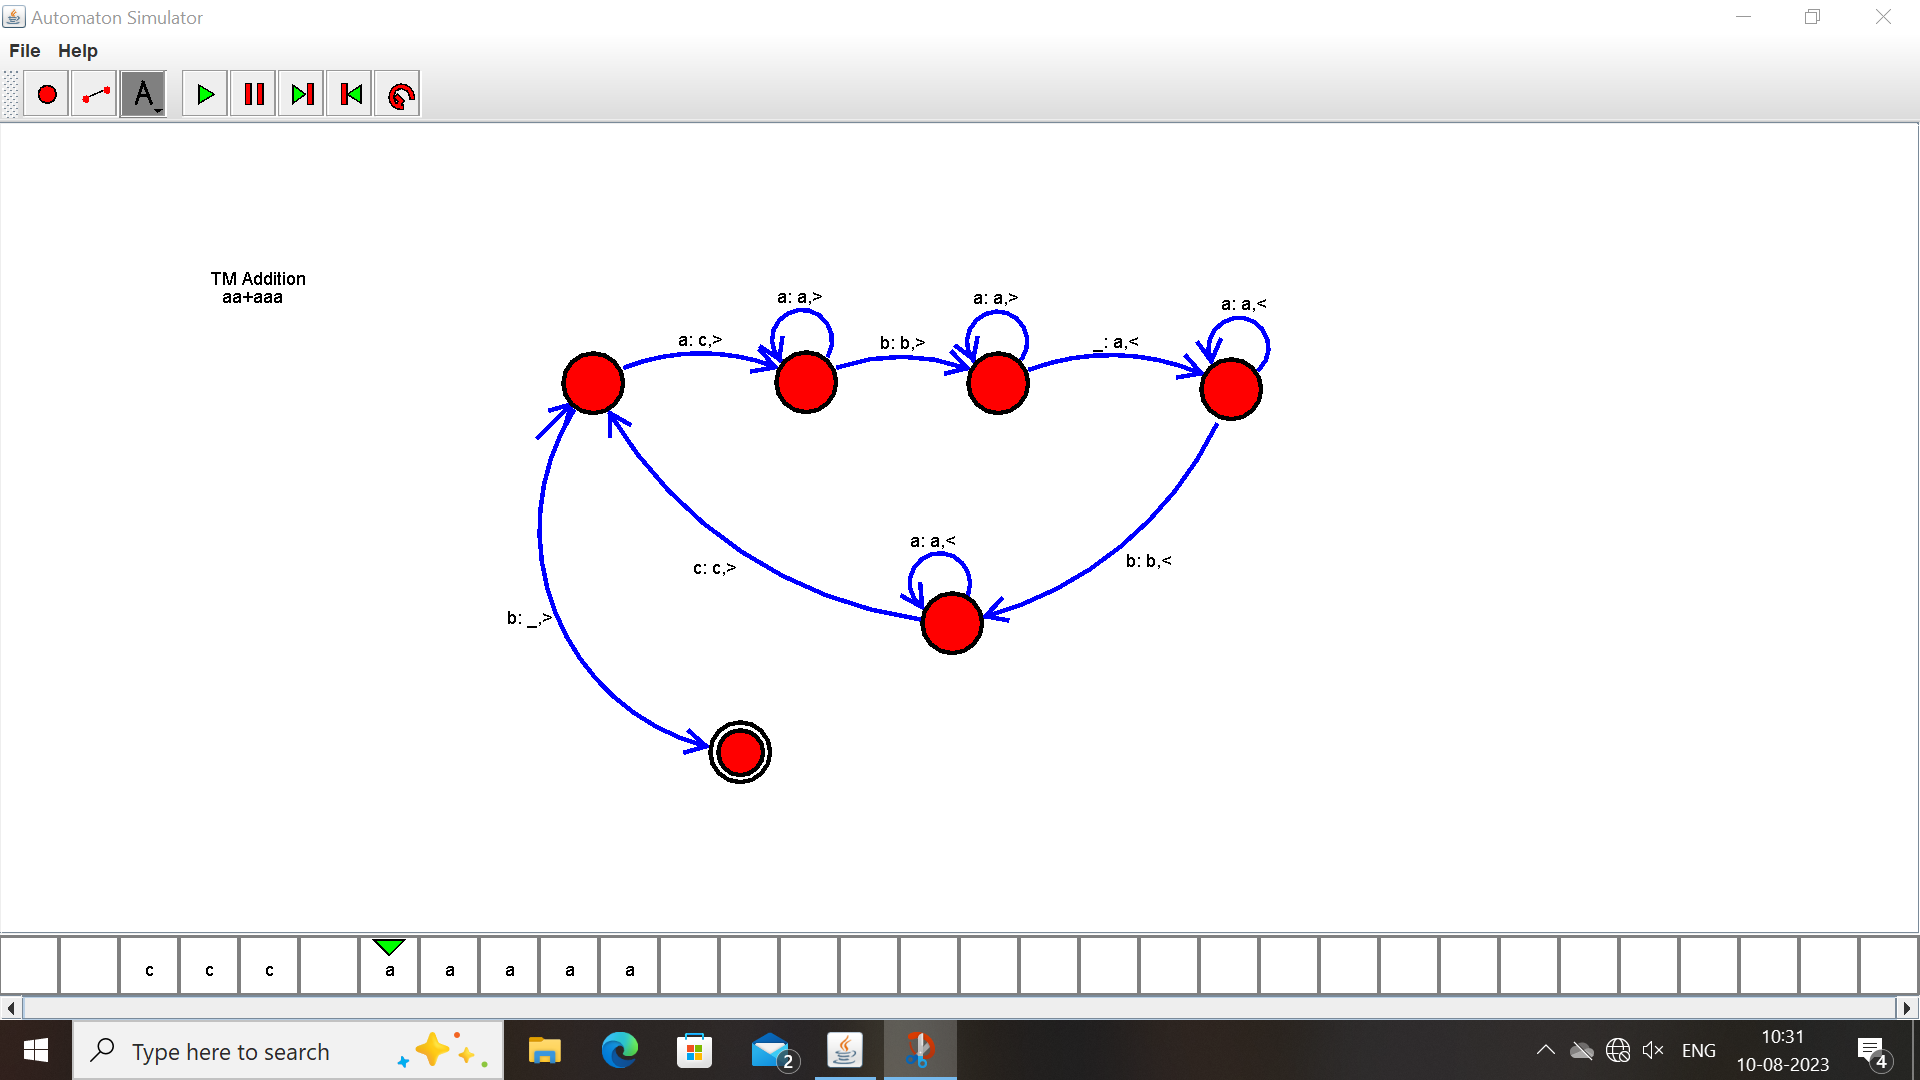 Automaton Simulator
File Help
A
TM Addition
aa+aaa
a: a,>
a: a,>
a: a,<
a: c,>
b: b,>
_: a,<
a: a,<
c: c,>
b: b,<
b: _,>
c c c a a a a a
Type here to search
2
ENG
10:31
10-08-2023
4